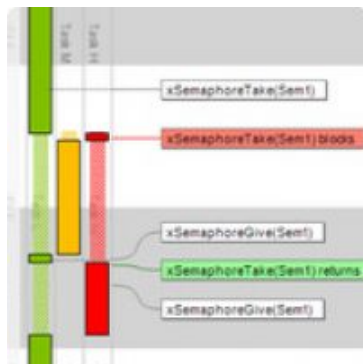 Task M
Task H
xSemaphoreTake(Sem1)
xSemaphoreTake(Sem1) blocks
xSemaphoreGive(Sem1)
xSemaphoreTake(Sem1) returns
xSemaphoreGive(Sem1)